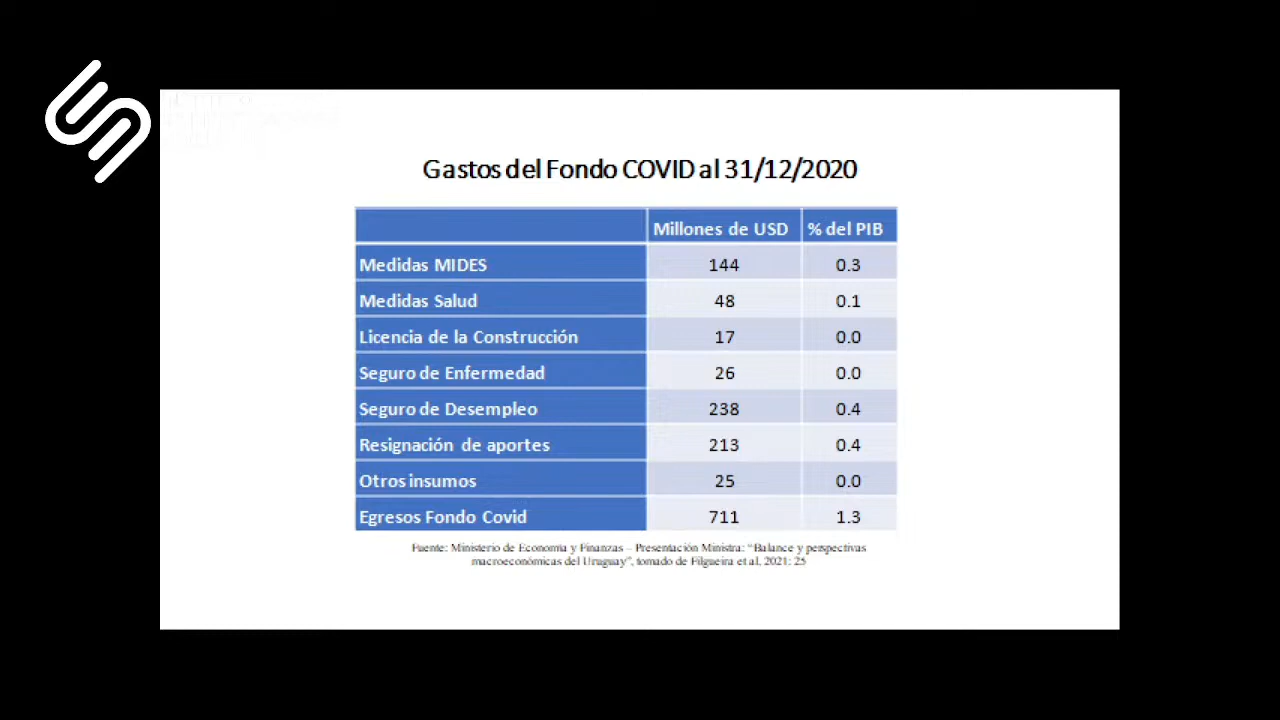 Gastos del Fondo COVID al 31/12/2020
Millones de USD % del PIB
Medidas MIDES 144 0.3
Medidas Salud 48 0.1
Licencia de la Construcción 17 0.0
Seguro de Enfermedad 26 0.0
Seguro de Desempleo 238 0.4
Resignación de aportes 213 0.4
Otros insumos 25 0.0
Egresos Fondo Covid 711 1.3
Fuente: Ministerio de Economía y Finanzas – Presentación Ministra: “Balance y perspectivas
macroeconómicas del Uruguay”, tomado de Filgueira et al, 2021: 25